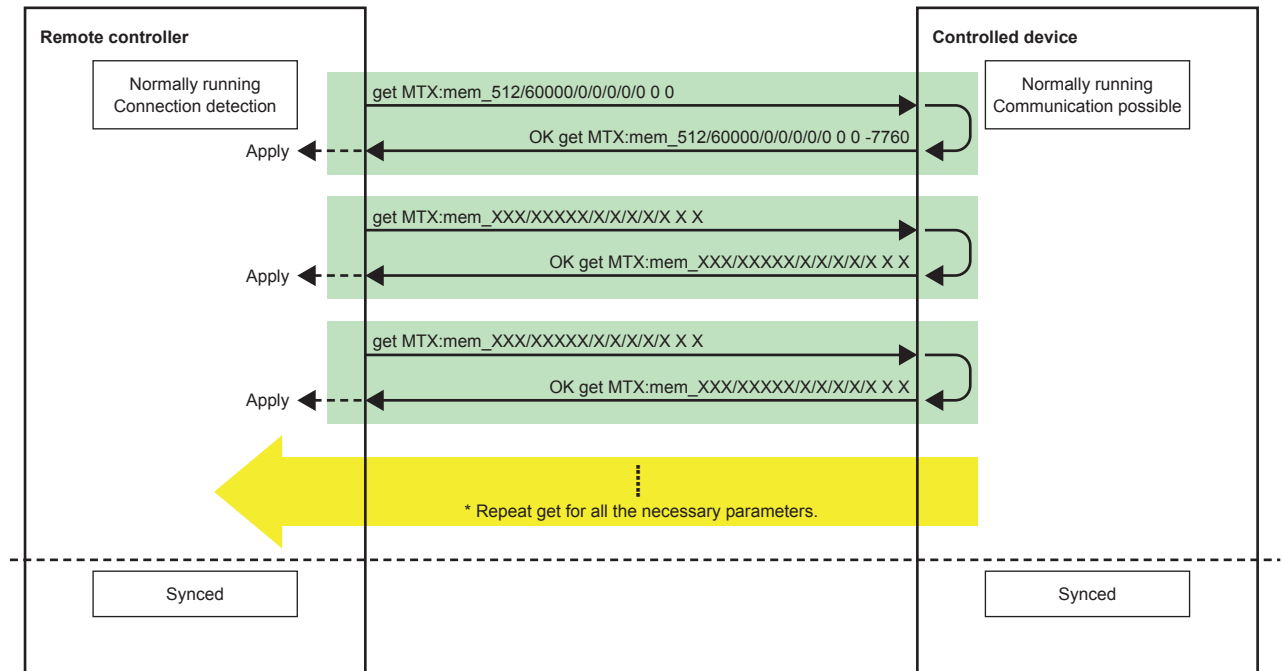 Remote controller
Controlled device
Normally running
Connection detection
Normally running
Communication possible
get MTX:mem_512/60000/0/0/0/0/0 0 0
OK get MTX:mem_512/60000/0/0/0/0/0 0 0 -7760
Apply
get MTX:mem_XXX/XXXXX/X/X/X/X/X X X
OK get MTX:mem_XXX/XXXXX/X/X/X/X/X X X
Apply
get MTX:mem_XXX/XXXXX/X/X/X/X/X X X
OK get MTX:mem_XXX/XXXXX/X/X/X/X/X X X
Apply
* Repeat get for all the necessary parameters.
Synced
Synced